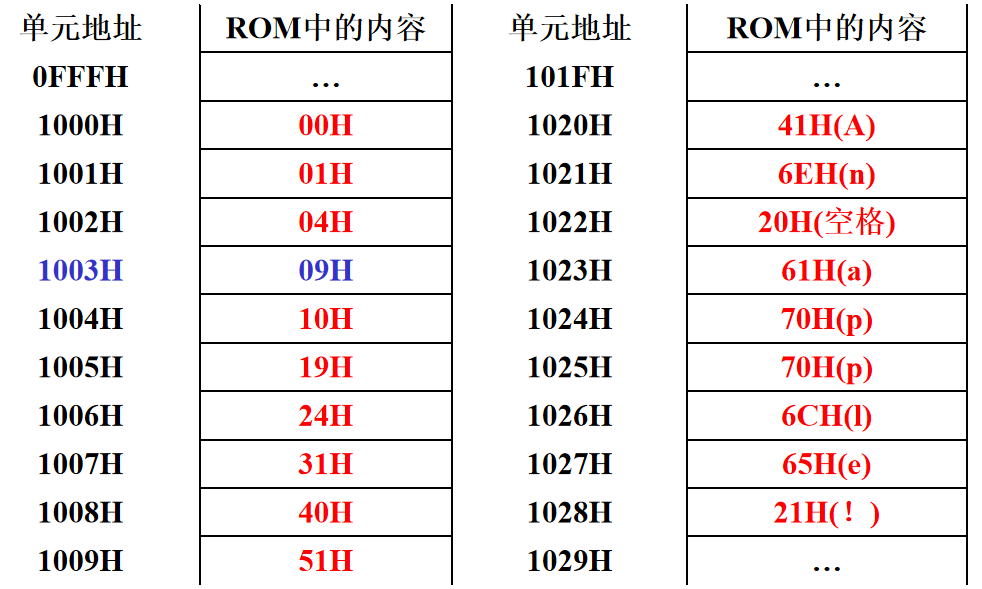 单元地址 ROM中的内容 单元地址 ROM中的内容
0FFFH … 101FH …
1000H 00H 1020H 41H(A)
1001H 01H 1021H 6EH(n)
1002H 04H 1022H 20H(空格)
1003H 09H 1023H 61H(a)
1004H 10H 1024H 70H(p)
1005H 19H 1025H 70H(p)
1006H 24H 1026H 6CH(l)
1007H 31H 1027H 65H(e)
1008H 40H 1028H 21H(！)
1009H 51H 1029H …